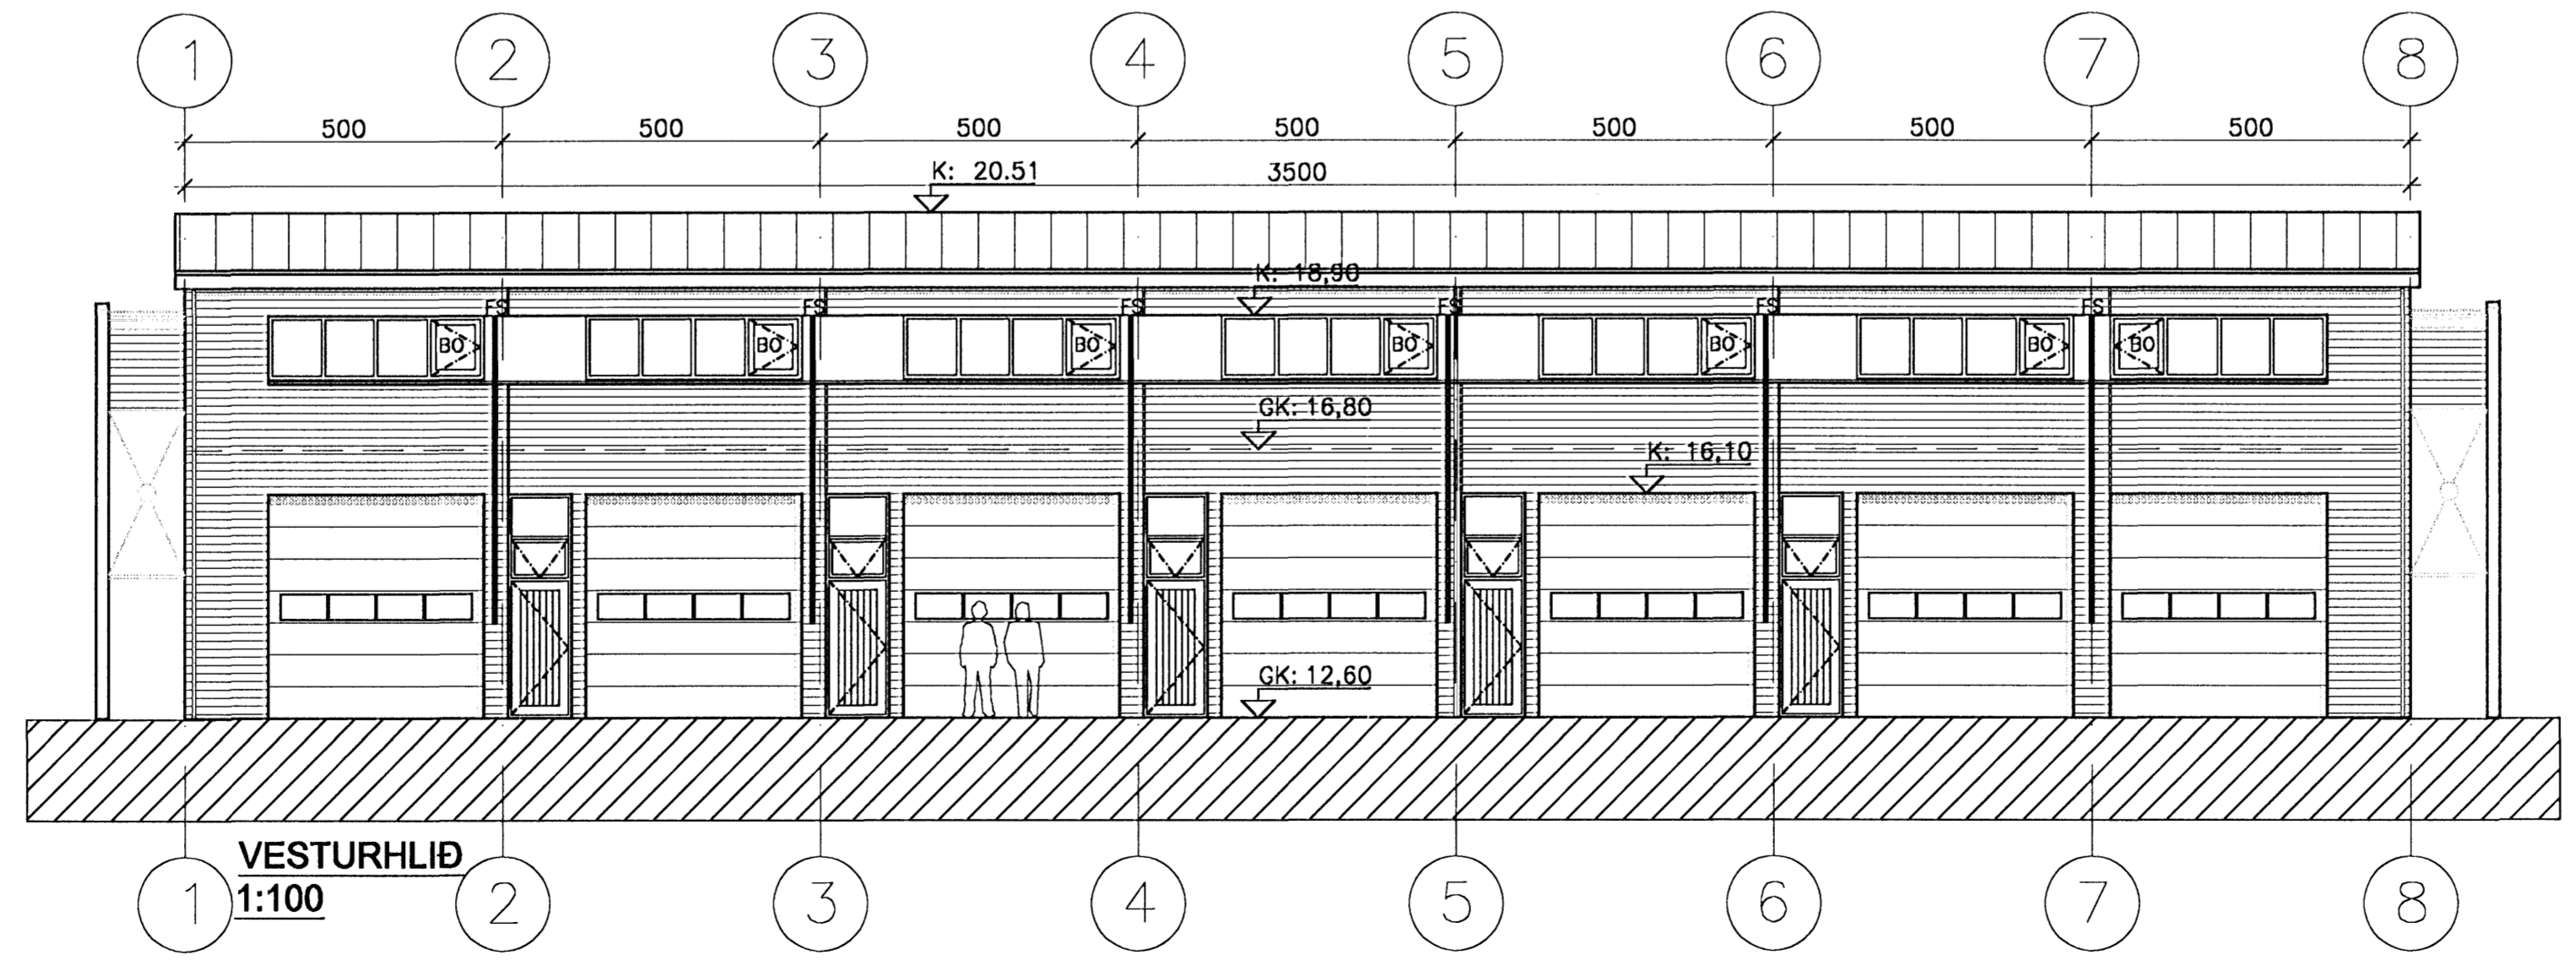 1 2 3 4 5 6 7 8
500 500 500 500 500 500 500
K: 20.51 3500
K: 18,90
FS FS FS FS FS FS
BO BO BO BO BO BO BO
GK: 16,80
K: 16,10
GK: 12,60
VESTURHLIÐ
1:100
1 2 3 4 5 6 7 8